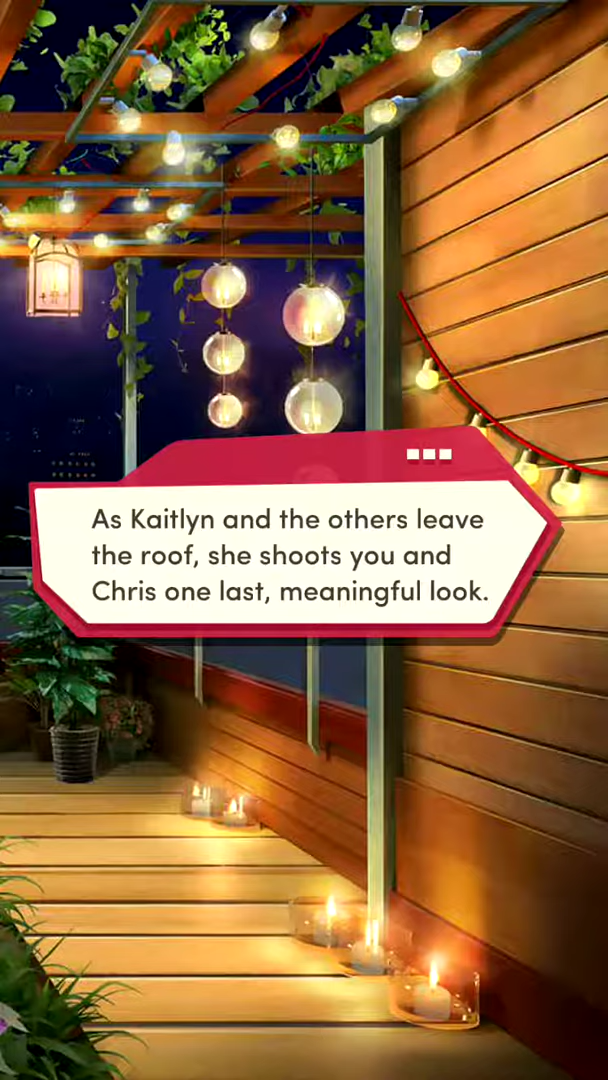 As Kaitlyn and the others leave
the roof, she shoots you and
Chris one last, meaningful look.